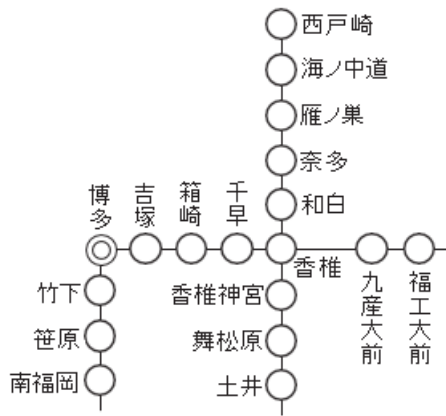 西戸崎
海ノ中道
雁ノ巣
奈多
和白
博多
吉塚
箱崎
千早
香椎
九産大前
福工大前
竹下
笹原
南福岡
香椎神宮
舞松原
土井